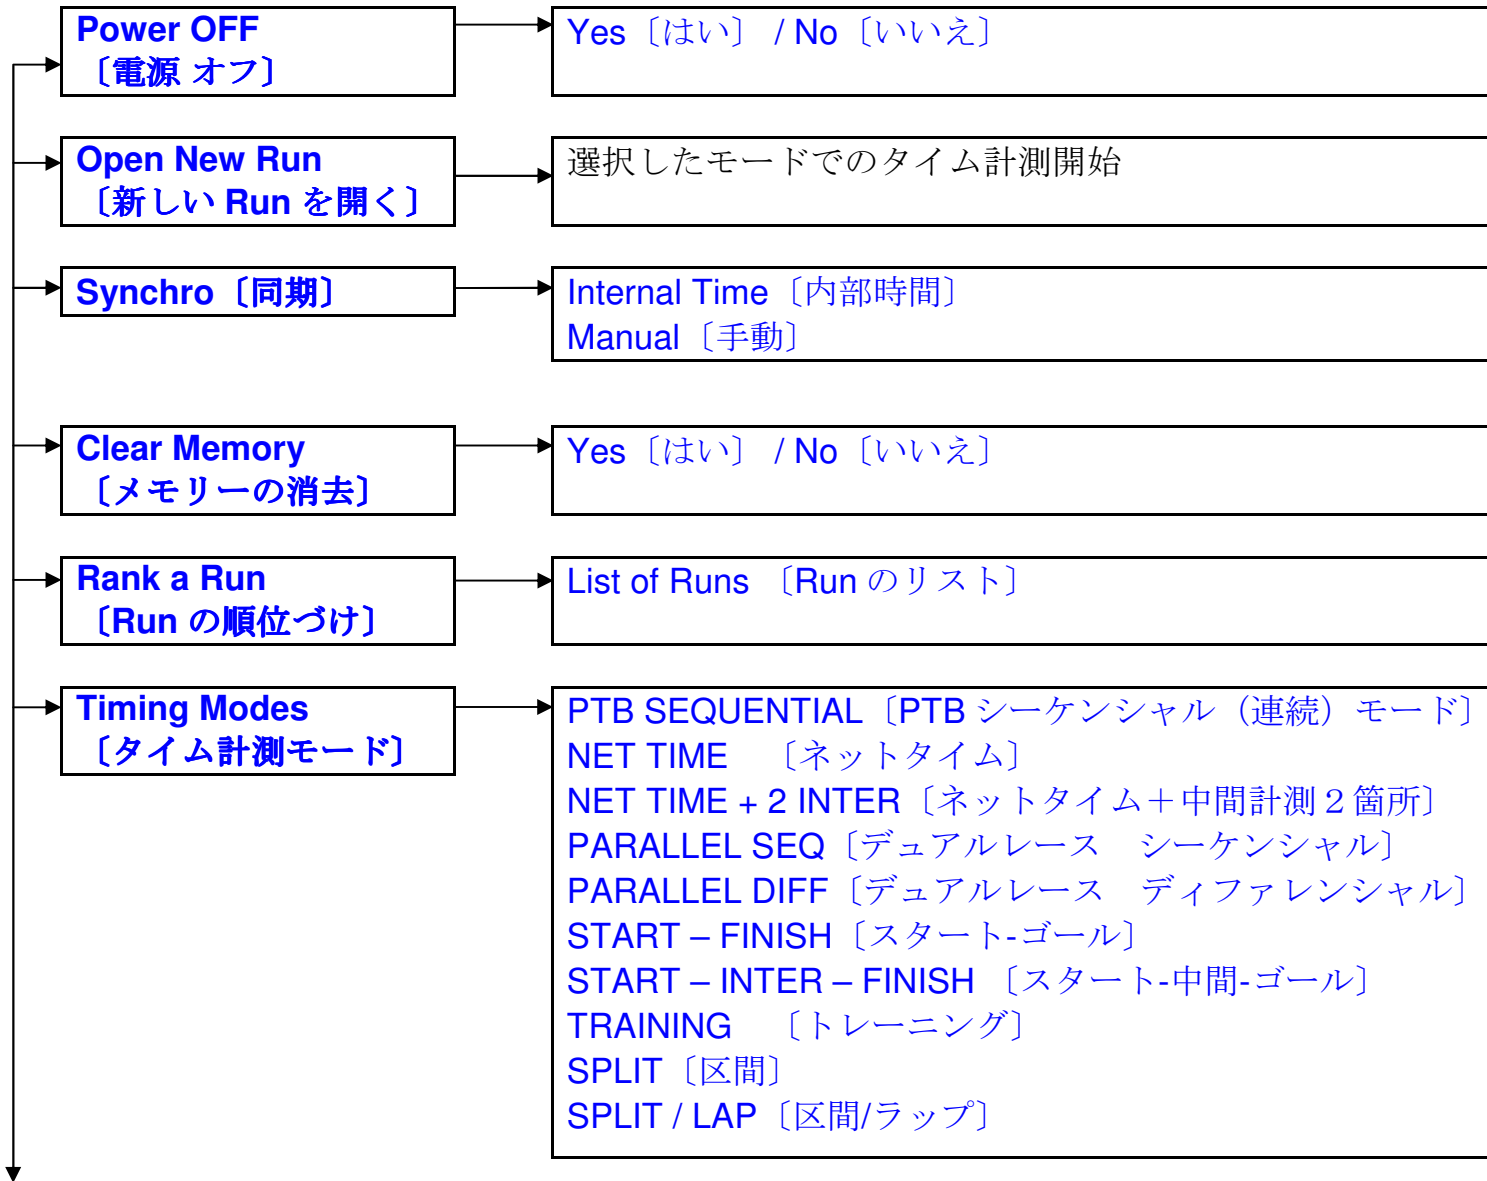 Power OFF
〔電源 オフ〕
Yes〔はい〕 / No〔いいえ〕
Open New Run
〔新しい Run を開く〕
選択したモードでのタイム計測開始
Synchro〔同期〕
Internal Time〔内部時間〕
Manual〔手動〕
Clear Memory
〔メモリーの消去〕
Yes〔はい〕 / No〔いいえ〕
Rank a Run
〔Run の順位づけ〕
List of Runs 〔Run のリスト〕
Timing Modes
〔タイム計測モード〕
PTB SEQUENTIAL〔PTB シーケンシャル（連続）モード〕
NET TIME　〔ネットタイム〕
NET TIME + 2 INTER〔ネットタイム＋中間計測２箇所〕
PARALLEL SEQ〔デュアルレース　シーケンシャル〕
PARALLEL DIFF〔デュアルレース　ディファレンシャル〕
START – FINISH〔スタート-ゴール〕
START – INTER – FINISH 〔スタート-中間-ゴール〕
TRAINING　〔トレーニング〕
SPLIT〔区間〕
SPLIT / LAP〔区間/ラップ〕